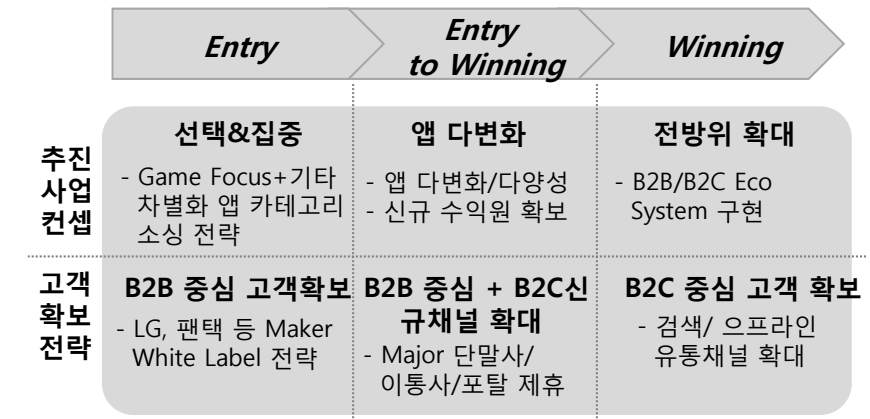 Entry
Entry
to Winning
Winning
추진
사업
컨셉
선택&집중
- Game Focus+기타
차별화 앱 카테고리
소싱 전략
앱 다변화
- 앱 다변화/다양성
- 신규 수익원 확보
전방위 확대
- B2B/B2C Eco
System 구현
고객
확보
전략
B2B 중심 고객확보
- LG, 팬택 등 Maker
White Label 전략
B2B 중심 + B2C신
규채널 확대
- Major 단말사/
이통사/포탈 제휴
B2C 중심 고객 확보
- 검색/ 으프라인
유통채널 확대